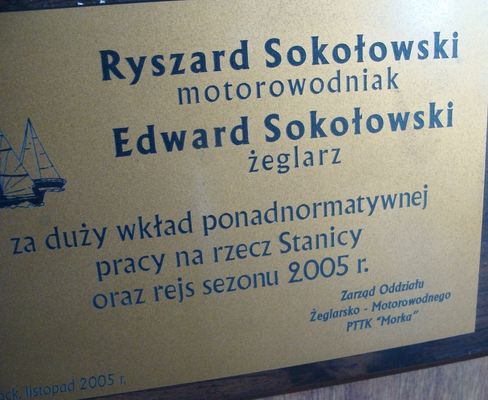 Ryszard Sokołowski
motorowodniak
Edward Sokołowski
żeglarz
za duży wkład ponadnormatywnej
pracy na rzecz Stanicy
oraz rejs sezonu 2005 r.
Zarząd Oddziału
Żeglarsko - Motorowodnego
PTTK "Morka"
listopad 2005 r.